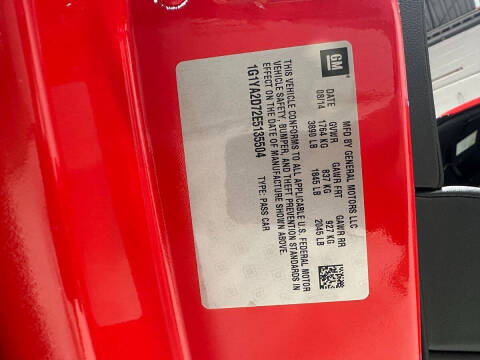 GM
MFD BY GENERAL MOTORS LLC
DATE GVWR GAWR FRT GAWR RR
08/14 1764 KG 837 KG 927 KG
3890 LB 1845 LB 2045 LB
THIS VEHICLE CONFORMS TO ALL APPLICABLE U.S. FEDERAL MOTOR
VEHICLE SAFETY, BUMPER, AND THEFT PREVENTION STANDARDS IN
EFFECT ON THE DATE OF MANUFACTURE SHOWN ABOVE.
1G1YA2D72E5135504 TYPE: PASS CAR